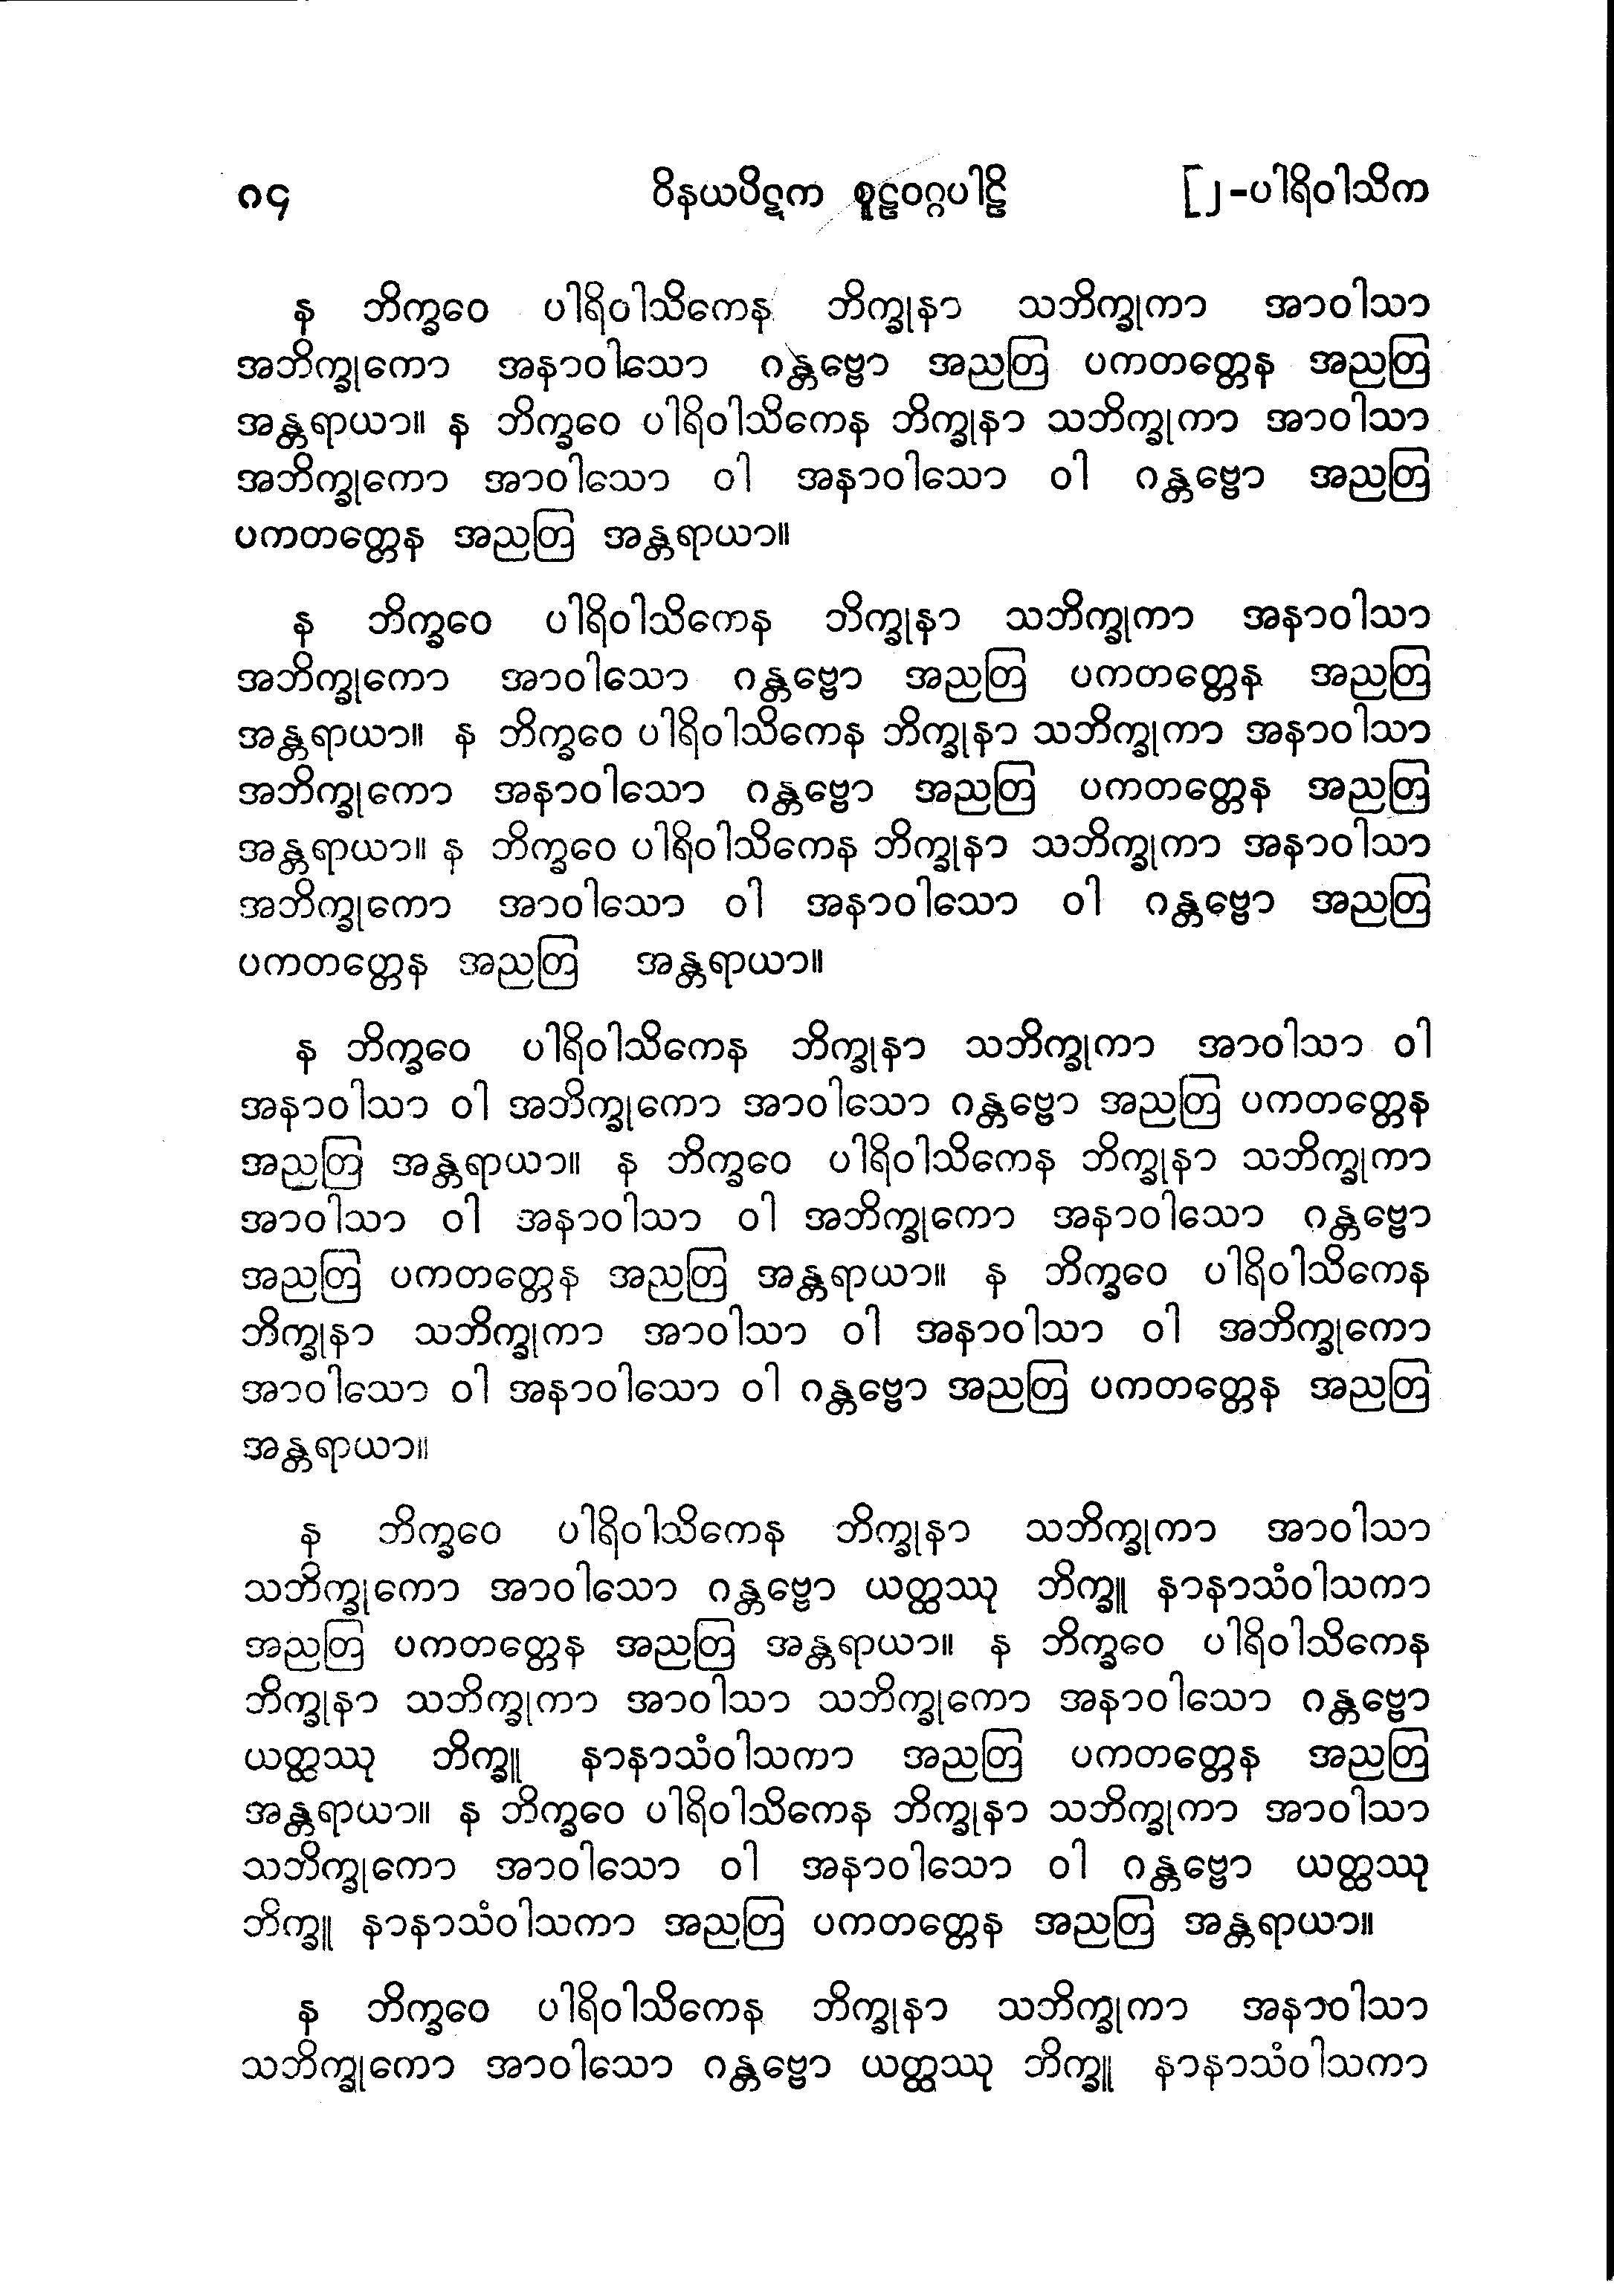 ၈၄ ဝိနယပိဋက စူဠဝဂ္ဂပါဠိ [၂-ပါရိဝါသိက
န ဘိက္ခဝေ ပါရိဝါသိကေန ဘိက္ခုနာ သဘိက္ခုကာ အာဝါသာ
အဘိက္ခုကော အနာဝါသော ဂန္တဗ္ဗော အညတြ ပကတတ္တေန အညတြ
အန္တရာယာ။ န ဘိက္ခဝေ ပါရိဝါသိကေန ဘိက္ခုနာ သဘိက္ခုကာ အာဝါသာ
အဘိက္ခုကော အာဝါသော ဝါ အနာဝါသော ဝါ ဂန္တဗ္ဗော အညတြ
ပကတတ္တေန အညတြ အန္တရာယာ။
န ဘိက္ခဝေ ပါရိဝါသိကေန ဘိက္ခုနာ သဘိက္ခုကာ အနာဝါသာ
အဘိက္ခုကော အာဝါသော ဂန္တဗ္ဗော အညတြ ပကတတ္တေန အညတြ
အန္တရာယာ။ န ဘိက္ခဝေ ပါရိဝါသိကေန ဘိက္ခုနာ သဘိက္ခုကာ အနာဝါသာ
အဘိက္ခုကော အနာဝါသော ဂန္တဗ္ဗော အညတြ ပကတတ္တေန အညတြ
အန္တရာယာ။ န ဘိက္ခဝေ ပါရိဝါသိကေန ဘိက္ခုနာ သဘိက္ခုကာ အနာဝါသာ
အဘိက္ခုကော အာဝါသော ဝါ အနာဝါသော ဝါ ဂန္တဗ္ဗော အညတြ
ပကတတ္တေန အညတြ အန္တရာယာ။
န ဘိက္ခဝေ ပါရိဝါသိကေန ဘိက္ခုနာ သဘိက္ခုကာ အာဝါသာ ဝါ
အနာဝါသာ ဝါ အဘိက္ခုကော အာဝါသော ဂန္တဗ္ဗော အညတြ ပကတတ္တေန
အညတြ အန္တရာယာ။ န ဘိက္ခဝေ ပါရိဝါသိကေန ဘိက္ခုနာ သဘိက္ခုကာ
အာဝါသာ ဝါ အနာဝါသာ ဝါ အဘိက္ခုကော အနာဝါသော ဂန္တဗ္ဗော
အညတြ ပကတတ္တေန အညတြ အန္တရာယာ။ န ဘိက္ခဝေ ပါရိဝါသိကေန
ဘိက္ခုနာ သဘိက္ခုကာ အာဝါသာ ဝါ အနာဝါသာ ဝါ အဘိက္ခုကော
အာဝါသော ဝါ အနာဝါသော ဝါ ဂန္တဗ္ဗော အညတြ ပကတတ္တေန အညတြ
အန္တရာယာ။
န ဘိက္ခဝေ ပါရိဝါသိကေန ဘိက္ခုနာ သဘိက္ခုကာ အာဝါသာ
သဘိက္ခုကော အာဝါသော ဂန္တဗ္ဗော ယတ္ထဿု ဘိက္ခူ နာနာသံဝါသကာ
အညတြ ပကတတ္တေန အညတြ အန္တရာယာ။ န ဘိက္ခဝေ ပါရိဝါသိကေန
ဘိက္ခုနာ သဘိက္ခုကာ အာဝါသာ သဘိက္ခုကော အနာဝါသော ဂန္တဗ္ဗော
ယတ္ထဿု ဘိက္ခူ နာနာသံဝါသကာ အညတြ ပကတတ္တေန အညတြ
အန္တရာယာ။ န ဘိက္ခဝေ ပါရိဝါသိကေန ဘိက္ခုနာ သဘိက္ခုကာ အာဝါသာ
သဘိက္ခုကော အာဝါသော ဝါ အနာဝါသော ဝါ ဂန္တဗ္ဗော ယတ္ထဿု
ဘိက္ခူ နာနာသံဝါသကာ အညတြ ပကတတ္တေန အညတြ အန္တရာယာ။
န ဘိက္ခဝေ ပါရိဝါသိကေန ဘိက္ခုနာ သဘိက္ခုကာ အနာဝါသာ
သဘိက္ခုကော အာဝါသော ဂန္တဗ္ဗော ယတ္ထဿု ဘိက္ခူ နာနာသံဝါသကာ